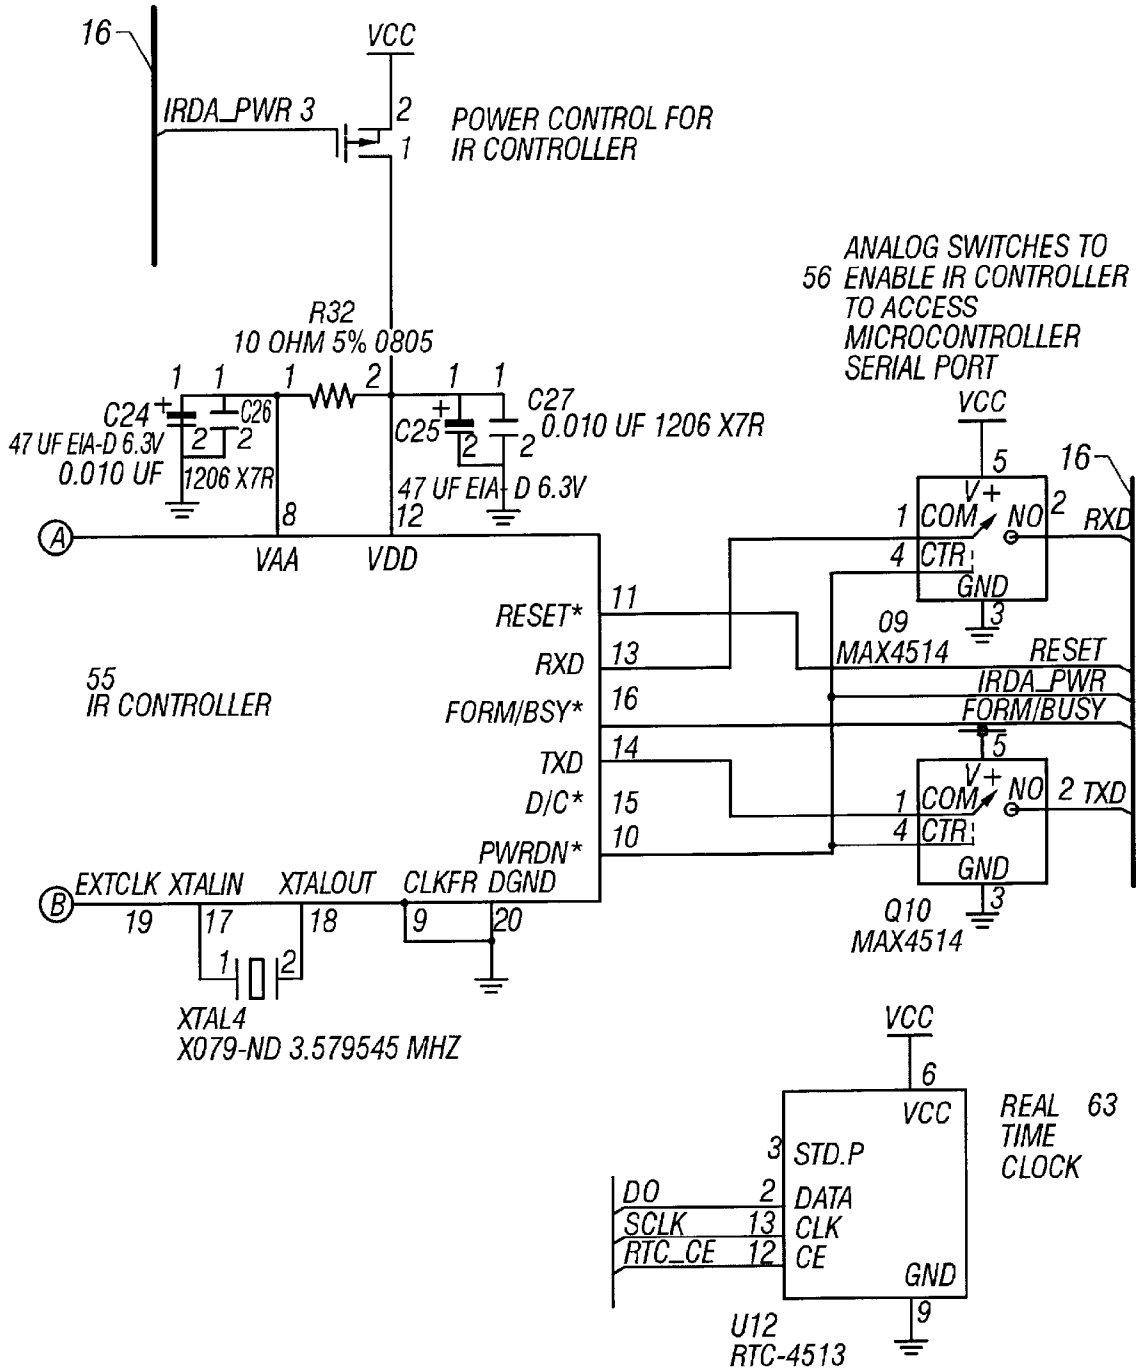 16
VCC
IRDA_PWR 3
2
1
POWER CONTROL FOR
IR CONTROLLER
ANALOG SWITCHES TO
56 ENABLE IR CONTROLLER
TO ACCESS
MICROCONTROLLER
SERIAL PORT
R32
10 OHM 5% 0805
1 1 1 2 1 1
C24 + C26 + C25 C27
47 UF EIA-D 6.3V
2 2 2 2
0.010 UF 1206 X7R
0.010 UF 1206 X7R
47 UF EIA-D 6.3V
8 12
A
VAA VDD
VCC
5
16
V+
1 COM NO 2 RXD
4 CTR
GND
3
09
MAX4514
RESET* 11
RXD 13
RESET
55
IR CONTROLLER
IRDA_PWR
FORM/BSY* 16
FORM/BUSY
TXD 14
5
V+
D/C* 15
1 COM NO 2 TXD
PWRDN* 10
4 CTR
GND
3
Q10
MAX4514
B
EXTCLK XTALIN XTALOUT CLKFR DGND
19 17 18 9 20
1 2
XTAL4
X079-ND 3.579545 MHZ
VCC
6
VCC
REAL 63
TIME
CLOCK
3 STD.P
DO 2 DATA
SCLK 13 CLK
RTC_CE 12 CE
GND
9
U12
RTC-4513